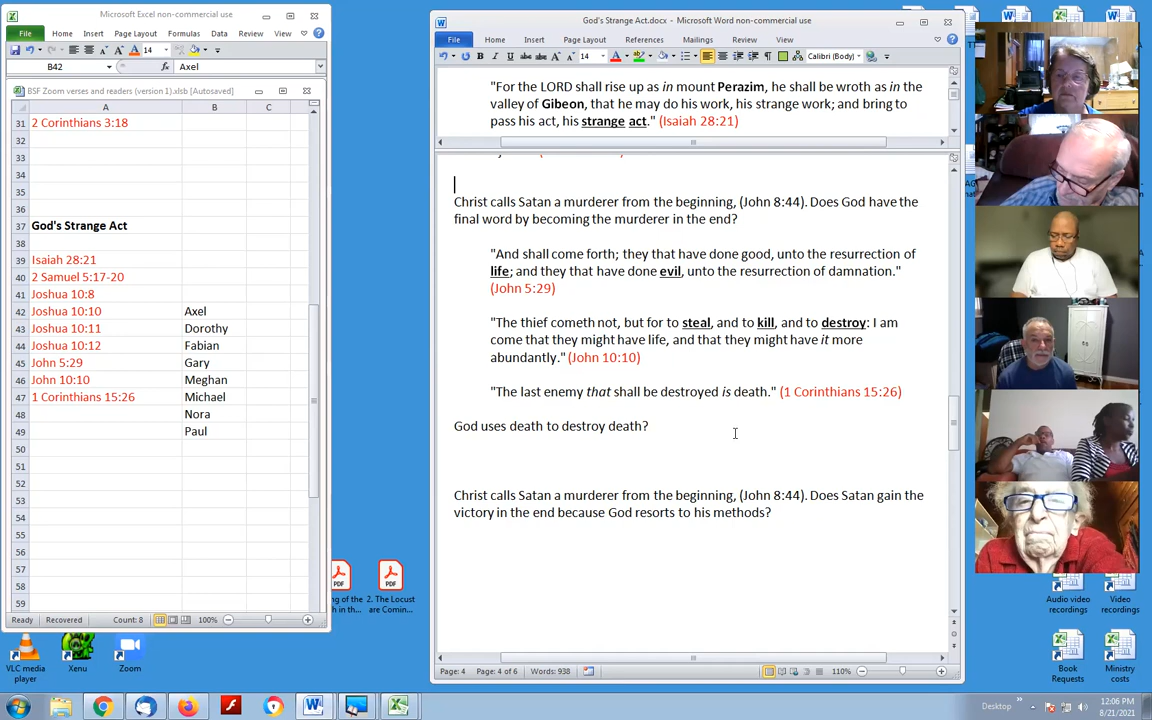 Microsoft Excel non-commercial use
File Home Insert Page Layout Formulas Data Review View
14
B42 Axel
BSF Zoom verses and readers (version 1).xlsb [Autosaved]
A B C
31 2 Corinthians 3:18
32
33
34
35
36
37 God's Strange Act
38
39 Isaiah 28:21
40 2 Samuel 5:17-20
41 Joshua 10:8
42 Joshua 10:10 Axel
43 Joshua 10:11 Dorothy
44 Joshua 10:12 Fabian
45 John 5:29 Gary
46 John 10:10 Meghan
47 1 Corinthians 15:26 Michael
48 Nora
49 Paul
50
51
52
53
54
55
56
57
58
59
Ready Recovered Count: 8 100%
God's Strange Act.docx - Microsoft Word non-commercial use
File Home Insert Page Layout References Mailings Review View
14 Calibri (Body)
"For the LORD shall rise up as in mount Perazim, he shall be wroth as in the
valley of Gibeon, that he may do his work, his strange work; and bring to
pass his act, his strange act." (Isaiah 28:21)
Christ calls Satan a murderer from the beginning, (John 8:44). Does God have the
final word by becoming the murderer in the end?
"And shall come forth; they that have done good, unto the resurrection of
life; and they that have done evil, unto the resurrection of damnation."
(John 5:29)
"The thief cometh not, but for to steal, and to kill, and to destroy: I am
come that they might have life, and that they might have it more
abundantly." (John 10:10)
"The last enemy that shall be destroyed is death." (1 Corinthians 15:26)
God uses death to destroy death?
Christ calls Satan a murderer from the beginning, (John 8:44). Does Satan gain the
victory in the end because God resorts to his methods?
Page: 4 Page: 4 of 6 Words: 938 110%
ng of the
h in th...
2. The Locust
are Comin...
VLC media
player
Xenu
Zoom
Audio video
recordings
Video
recordings
Book
Requests
Ministry
costs
Desktop
12:06 PM
8/21/2021